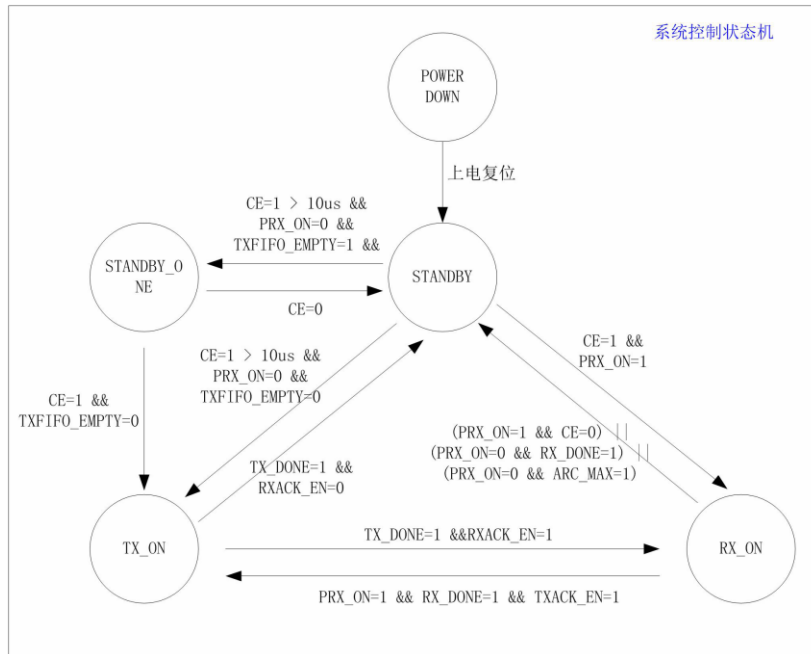 系统控制状态机
POWER
DOWN
上电复位
CE=1 > 10us &&
PRX_ON=0 &&
TXFIFO_EMPTY=1 &&
STANDBY_O
NE
STANDBY
CE=0
CE=1 > 10us &&
PRX_ON=0 &&
TXFIFO_EMPTY=0
CE=1 &&
PRX_ON=1
CE=1 &&
TXFIFO_EMPTY=0
(PRX_ON=1 && CE=0) ||
(PRX_ON=0 && RX_DONE=1) ||
(PRX_ON=0 && ARC_MAX=1)
TX_DONE=1 &&
RXACK_EN=0
TX_ON
TX_DONE=1 &&RXACK_EN=1
RX_ON
PRX_ON=1 && RX_DONE=1 && TXACK_EN=1